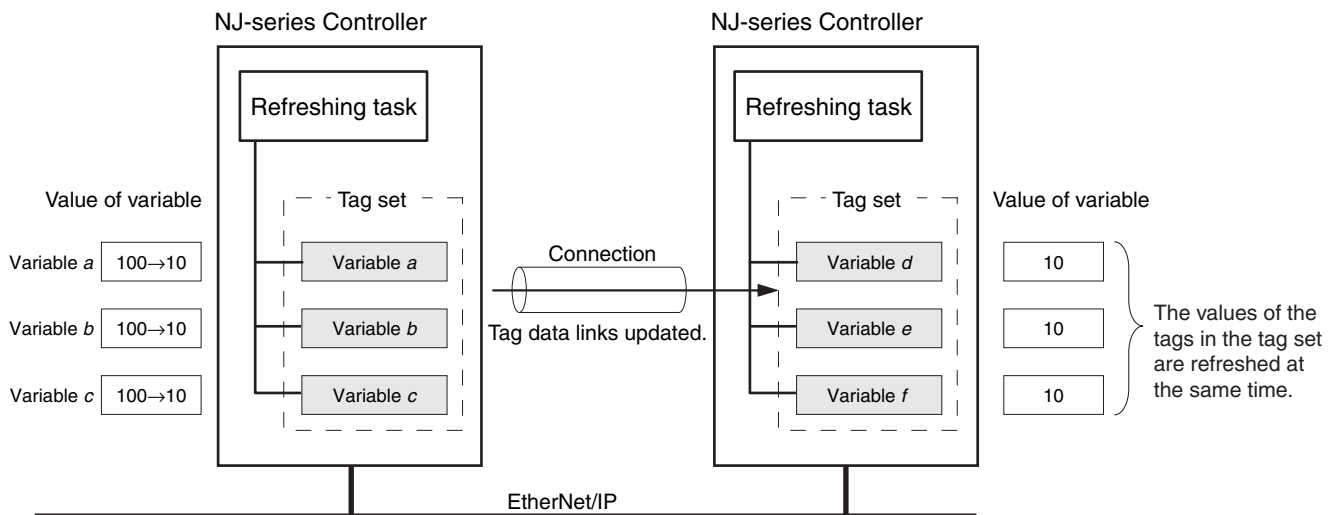 NJ-series Controller
NJ-series Controller
Refreshing task
Refreshing task
Value of variable
Tag set
Tag set
Value of variable
Variable a
100→10
Variable a
Connection
Variable d
10
Variable b
100→10
Variable b
Tag data links updated.
Variable e
10
The values of the
tags in the tag set
are refreshed at
the same time.
Variable c
100→10
Variable c
Variable f
10
EtherNet/IP